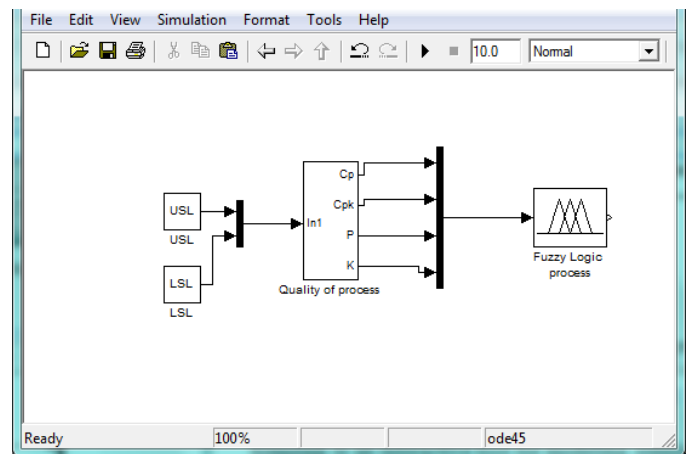 File Edit View Simulation Format Tools Help
10.0 Normal
USL
USL
LSL
LSL
In1
Cp
Cpk
P
K
Quality of process
Fuzzy Logic
process
Ready 100% ode45